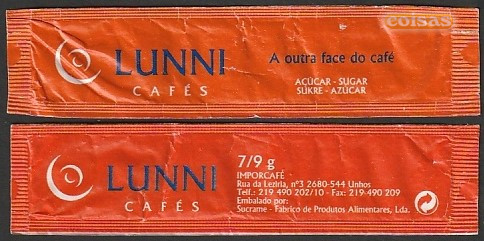 coisas
LUNNI
CAFÉS
A outra face do café
AÇÚCAR - SUGAR
SUKRE - AZÚCAR
LUNNI
CAFÉS
7/9 g
IMPORCAFÉ
Rua da Leziria, nº3 2680-544 Unhos
Telf.: 219 490 202/10 - Fax: 219-490 209
Embalado por:
Socrame - Fábrico de Produtos Alimentares, Lda.